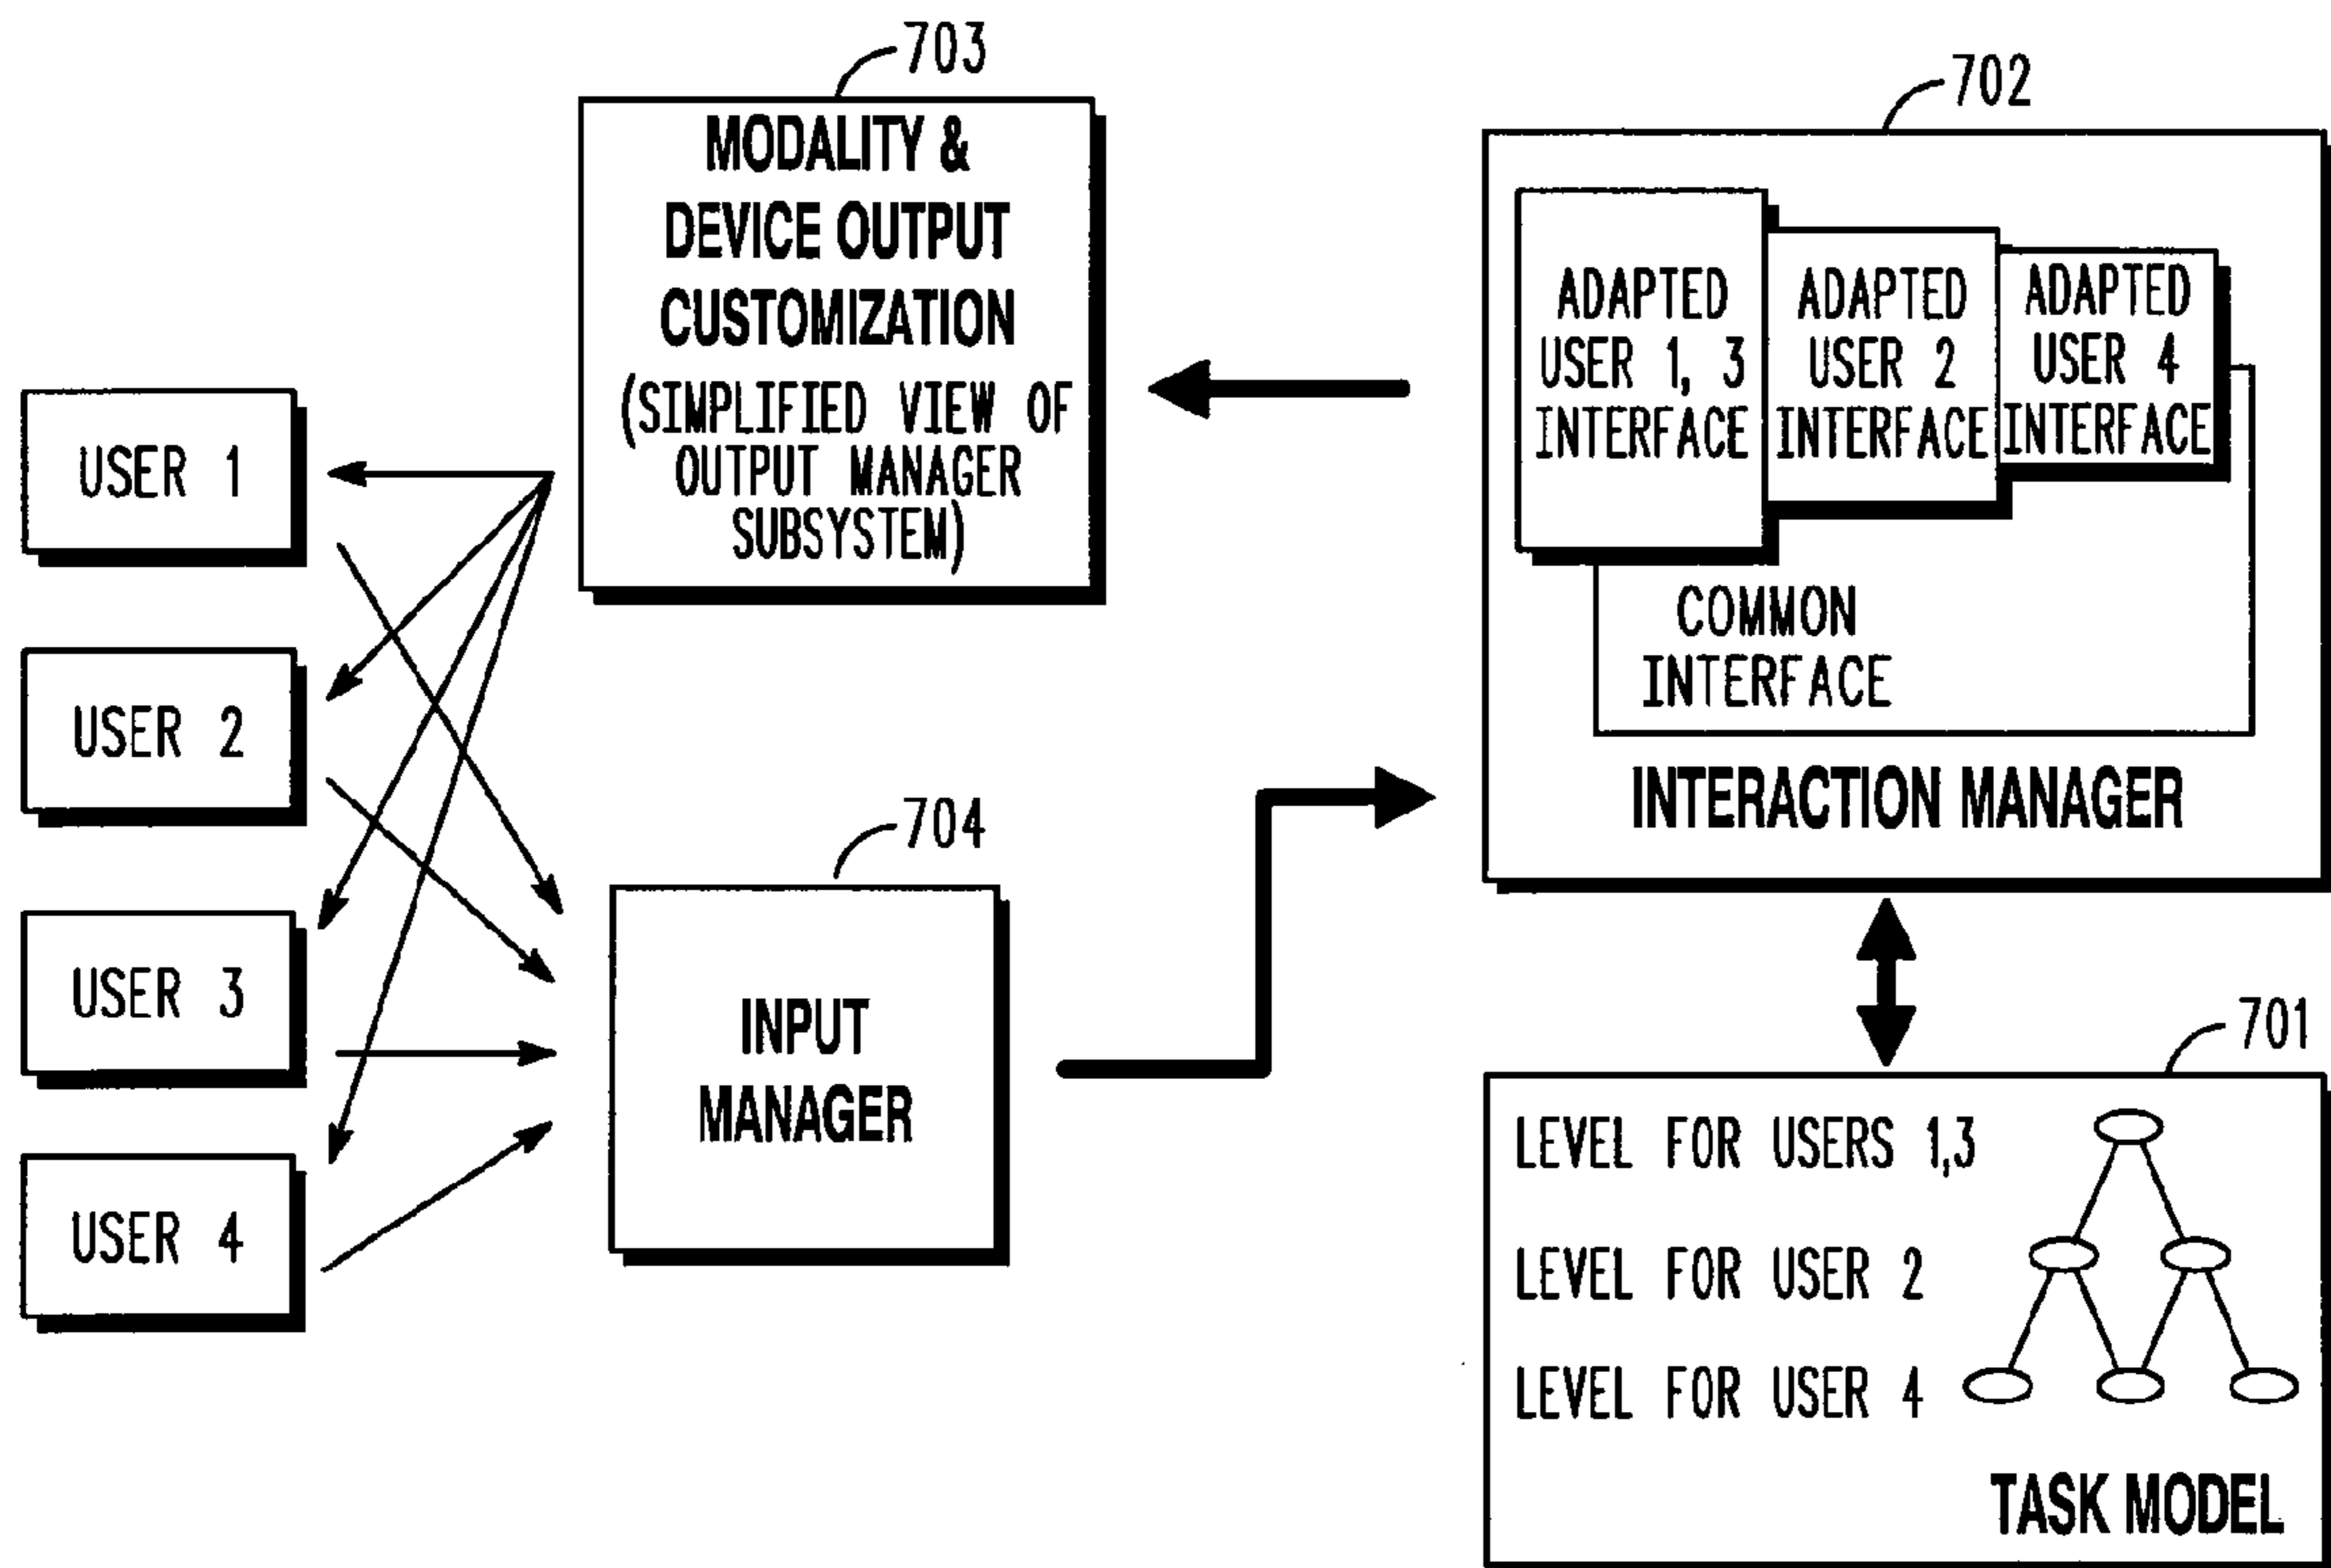 703
MODALITY &
DEVICE OUTPUT
CUSTOMIZATION
(SIMPLIFIED VIEW OF
OUTPUT MANAGER
SUBSYSTEM)
702
ADAPTED
USER 1, 3
INTERFACE
ADAPTED
USER 2
INTERFACE
ADAPTED
USER 4
INTERFACE
COMMON
INTERFACE
INTERACTION MANAGER
USER 1
USER 2
USER 3
USER 4
704
INPUT
MANAGER
701
LEVEL FOR USERS 1,3
LEVEL FOR USER 2
LEVEL FOR USER 4
TASK MODEL